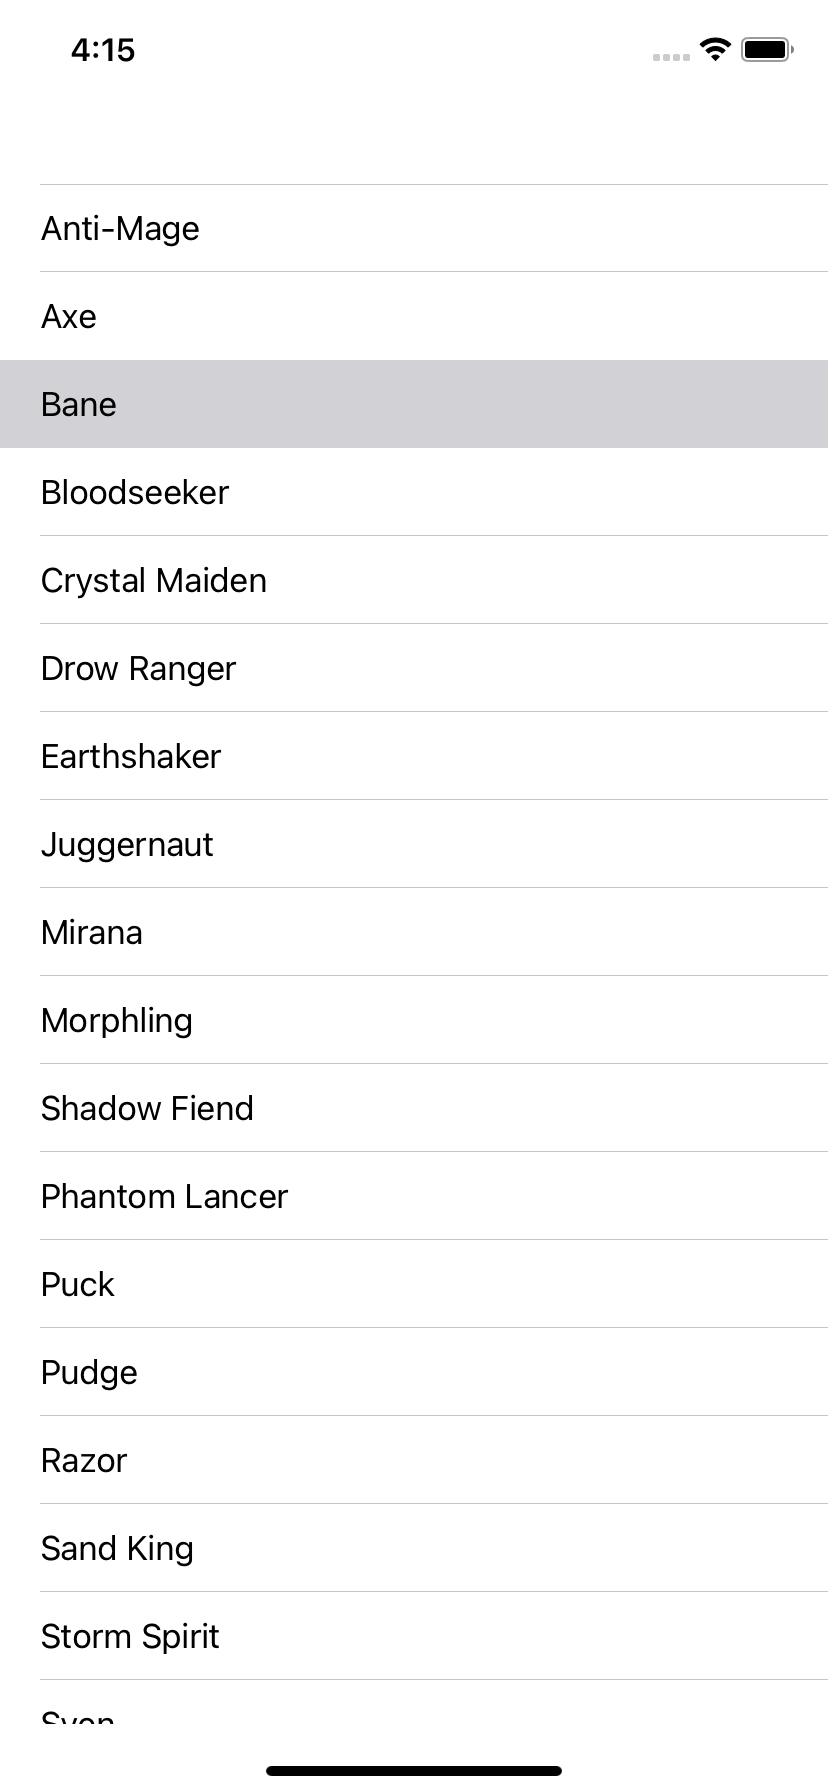 4:15
Anti-Mage
Axe
Bane
Bloodseeker
Crystal Maiden
Drow Ranger
Earthshaker
Juggernaut
Mirana
Morphling
Shadow Fiend
Phantom Lancer
Puck
Pudge
Razor
Sand King
Storm Spirit
Sven